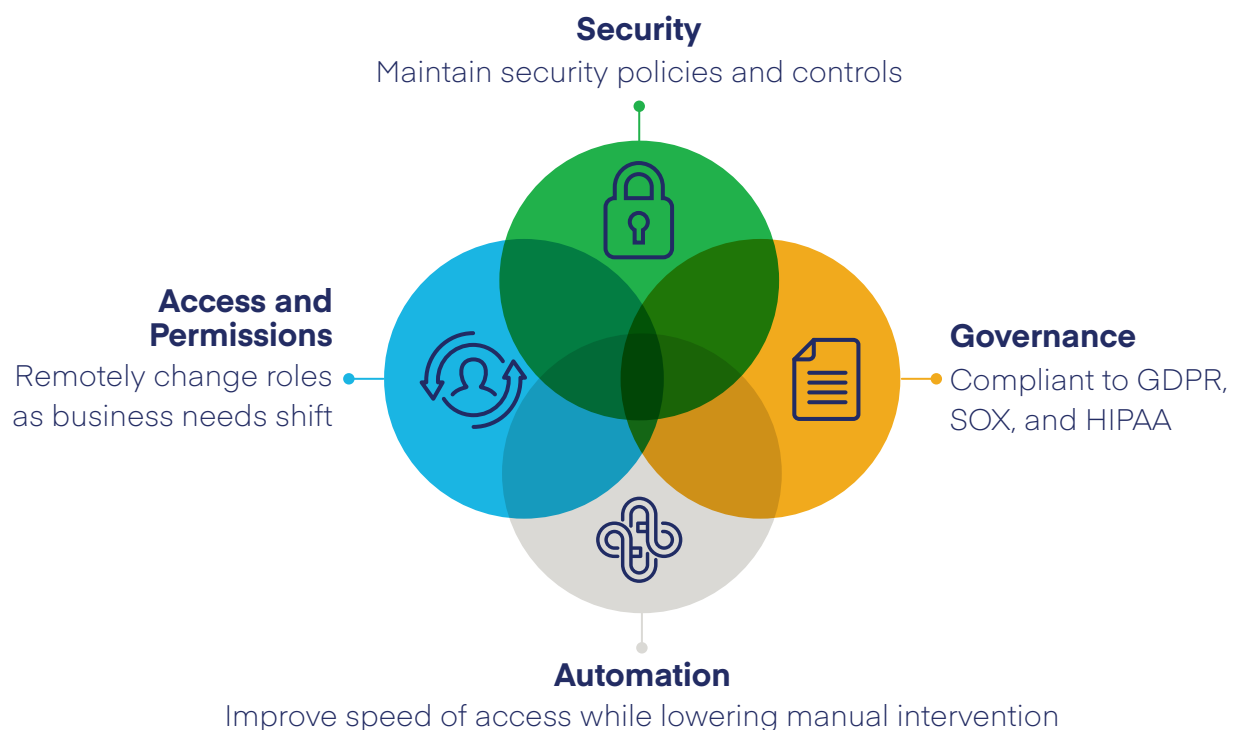 Security
Maintain security policies and controls
Access and
Permissions
Remotely change roles
as business needs shift
Governance
Compliant to GDPR,
SOX, and HIPAA
Automation
Improve speed of access while lowering manual intervention